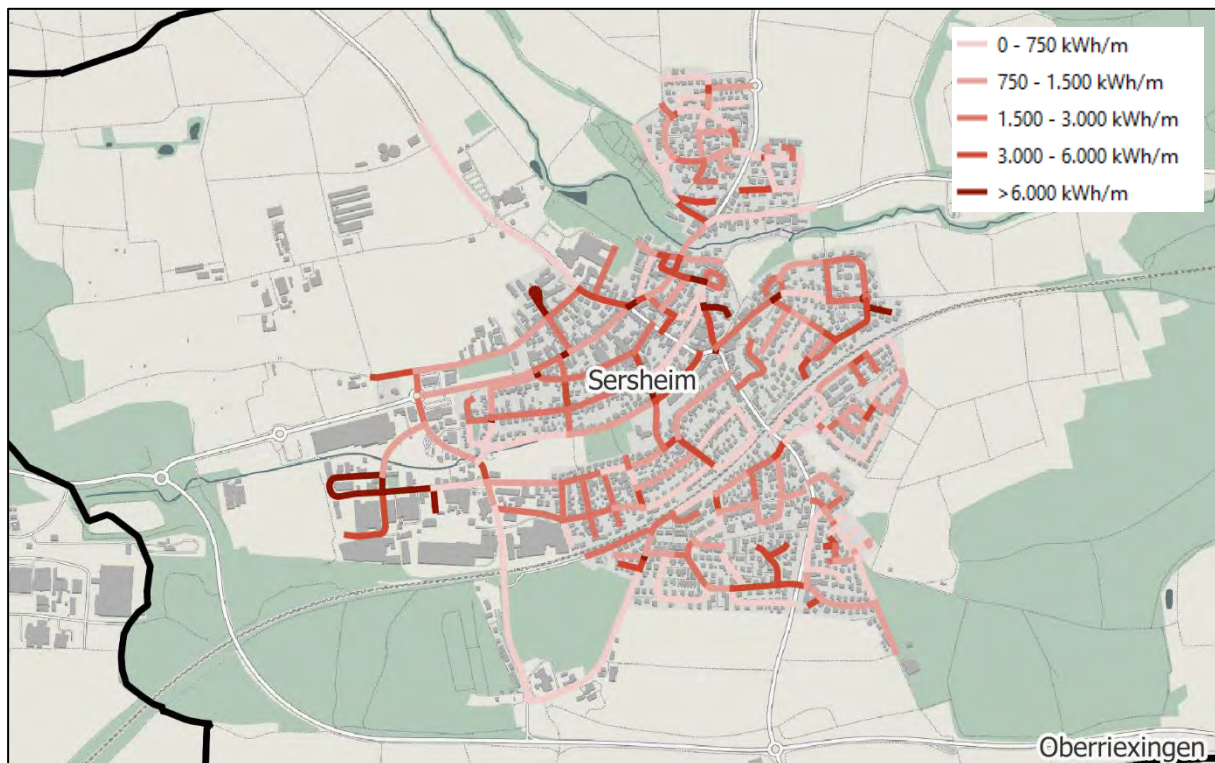 0 - 750 kWh/m
750 - 1.500 kWh/m
1.500 - 3.000 kWh/m
3.000 - 6.000 kWh/m
>6.000 kWh/m
Sersheim
Oberriexingen